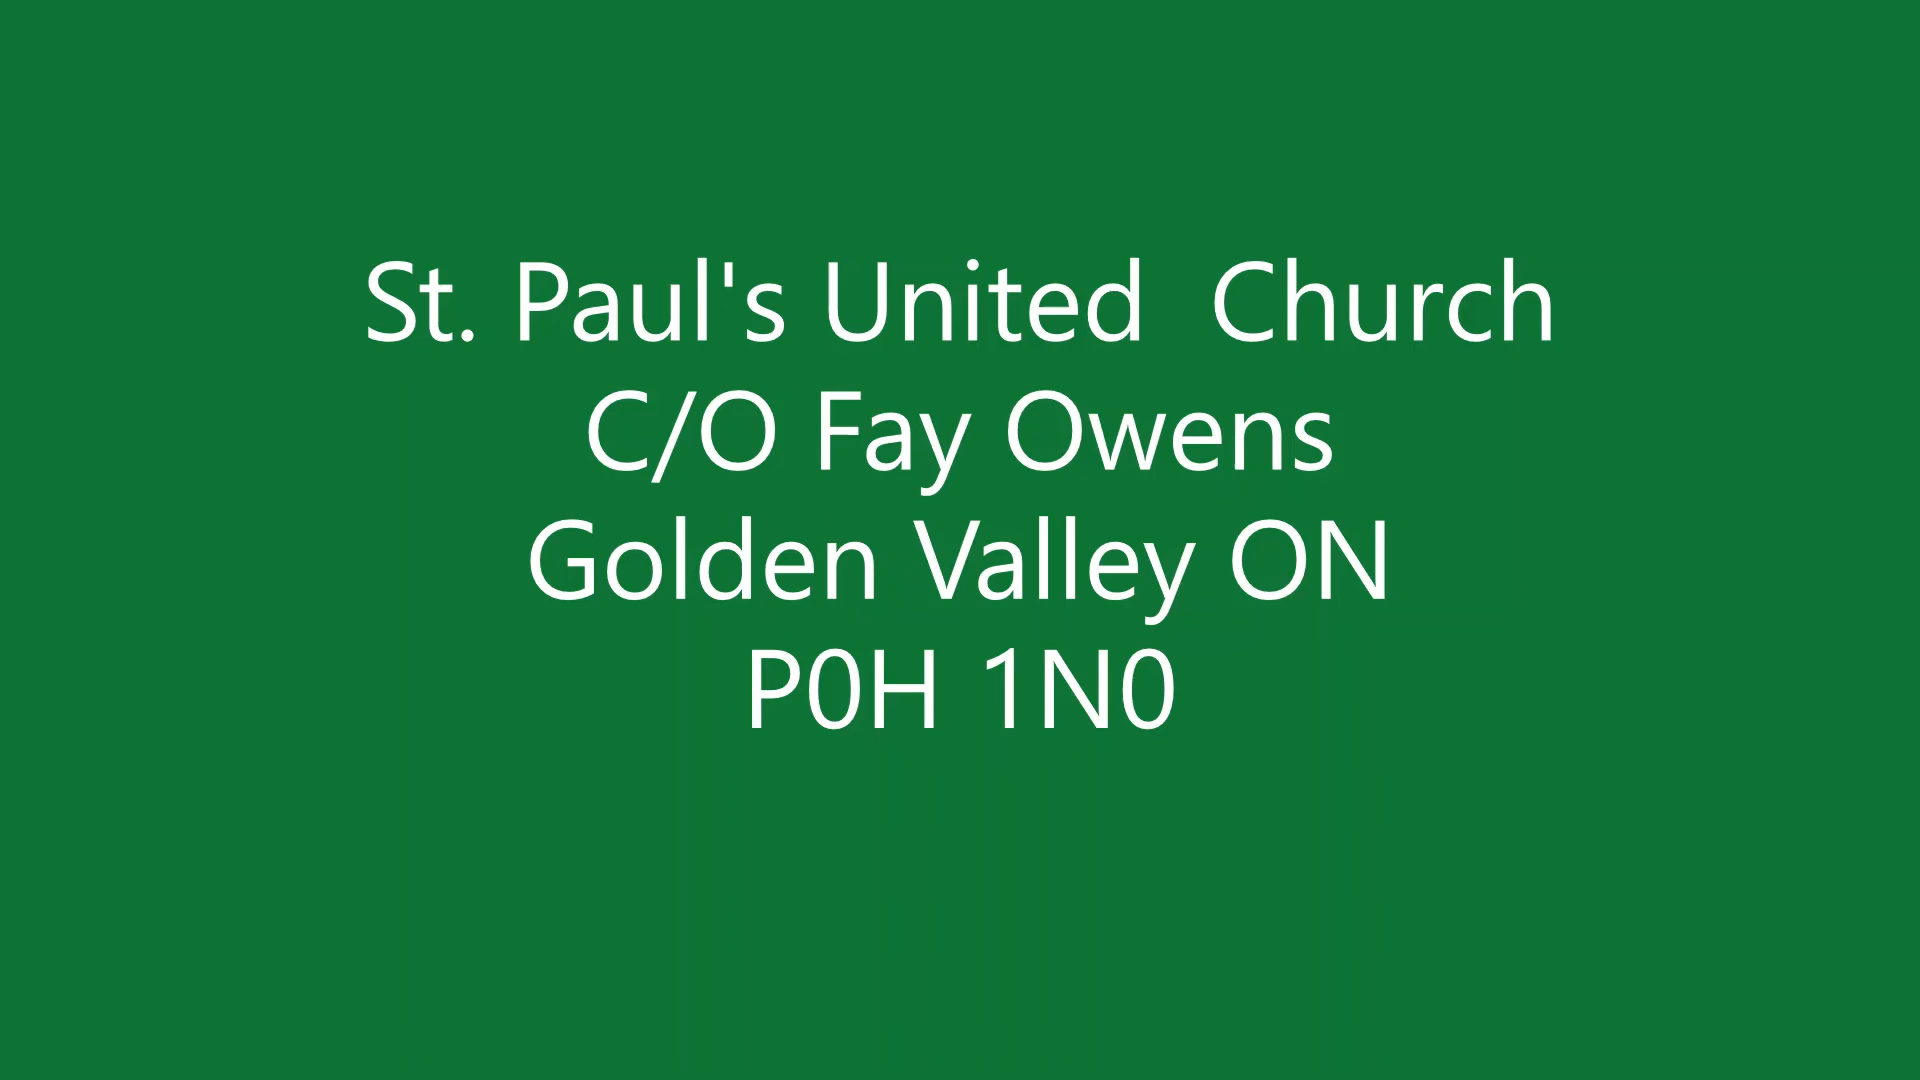 St. Paul's United  Church
C/O Fay Owens
Golden Valley ON
P0H 1N0